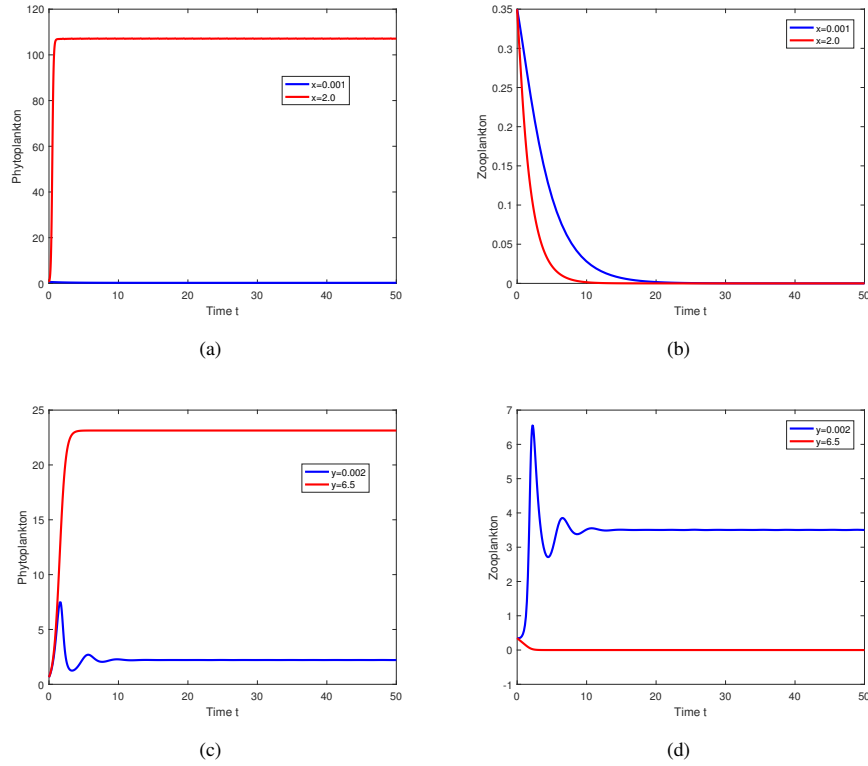 120
100
80
60
40
20
0
Phytoplankton
x=0.001
x=2.0
0 10 20 30 40 50
Time t
(a)
0.35
0.3
0.25
0.2
0.15
0.1
0.05
0
Zooplankton
x=0.001
x=2.0
0 10 20 30 40 50
Time t
(b)
25
20
15
10
5
0
Phytoplankton
y=0.002
y=6.5
0 10 20 30 40 50
Time t
(c)
7
6
5
4
3
2
1
0
-1
Zooplankton
y=0.002
y=6.5
0 10 20 30 40 50
Time t
(d)